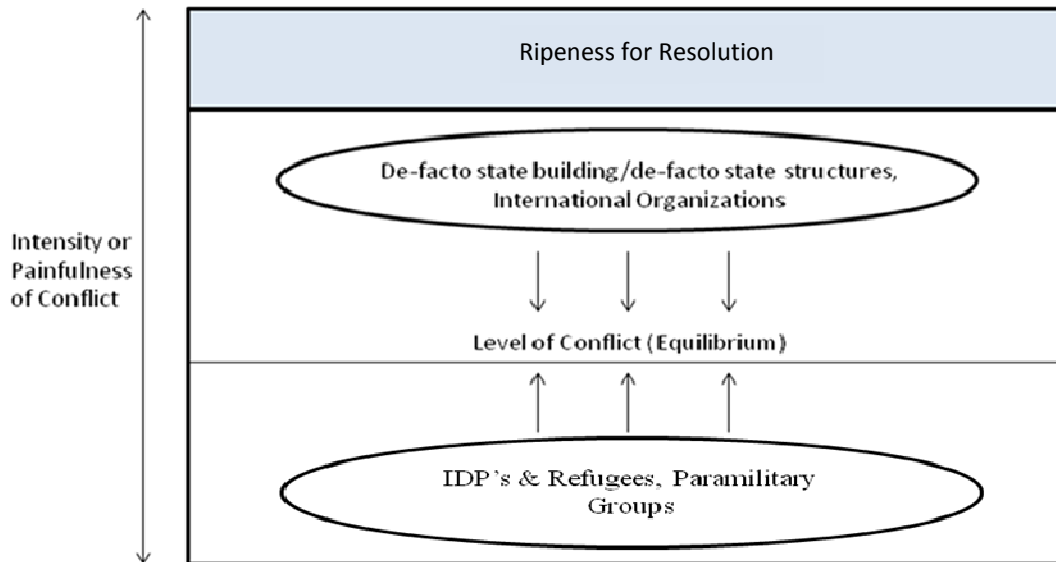 Ripeness for Resolution
De-facto state building/de-facto state structures,
International Organizations
Intensity or
Painfulness
of Conflict
Level of Conflict (Equilibrium)
IDP's & Refugees, Paramilitary
Groups